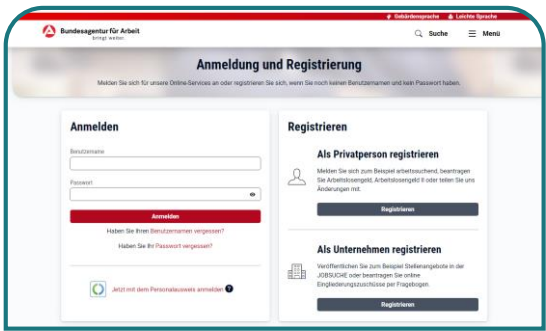 Gebärdensprache Leichte Sprache
Bundesagentur für Arbeit
bringt weiter.
Suche Menü
Anmeldung und Registrierung
Melden Sie sich für unsere Online-Services an oder registrieren Sie sich, wenn Sie noch keinen Benutzernamen und kein Passwort haben.
Anmelden
Benutzername
Passwort
Anmelden
Haben Sie Ihren Benutzernamen vergessen?
Haben Sie Ihr Passwort vergessen?
Jetzt mit dem Personalausweis anmelden ?
Registrieren
Als Privatperson registrieren
Melden Sie sich zum Beispiel arbeitssuchend, beantragen
Sie Arbeitslosengeld, Arbeitslosengeld II oder teilen Sie uns
Änderungen mit.
Registrieren
Als Unternehmen registrieren
Veröffentlichen Sie zum Beispiel Stellenangebote in der
JOBSUCHE oder beantragen Sie online
Eingliederungszuschüsse per Fragebogen.
Registrieren